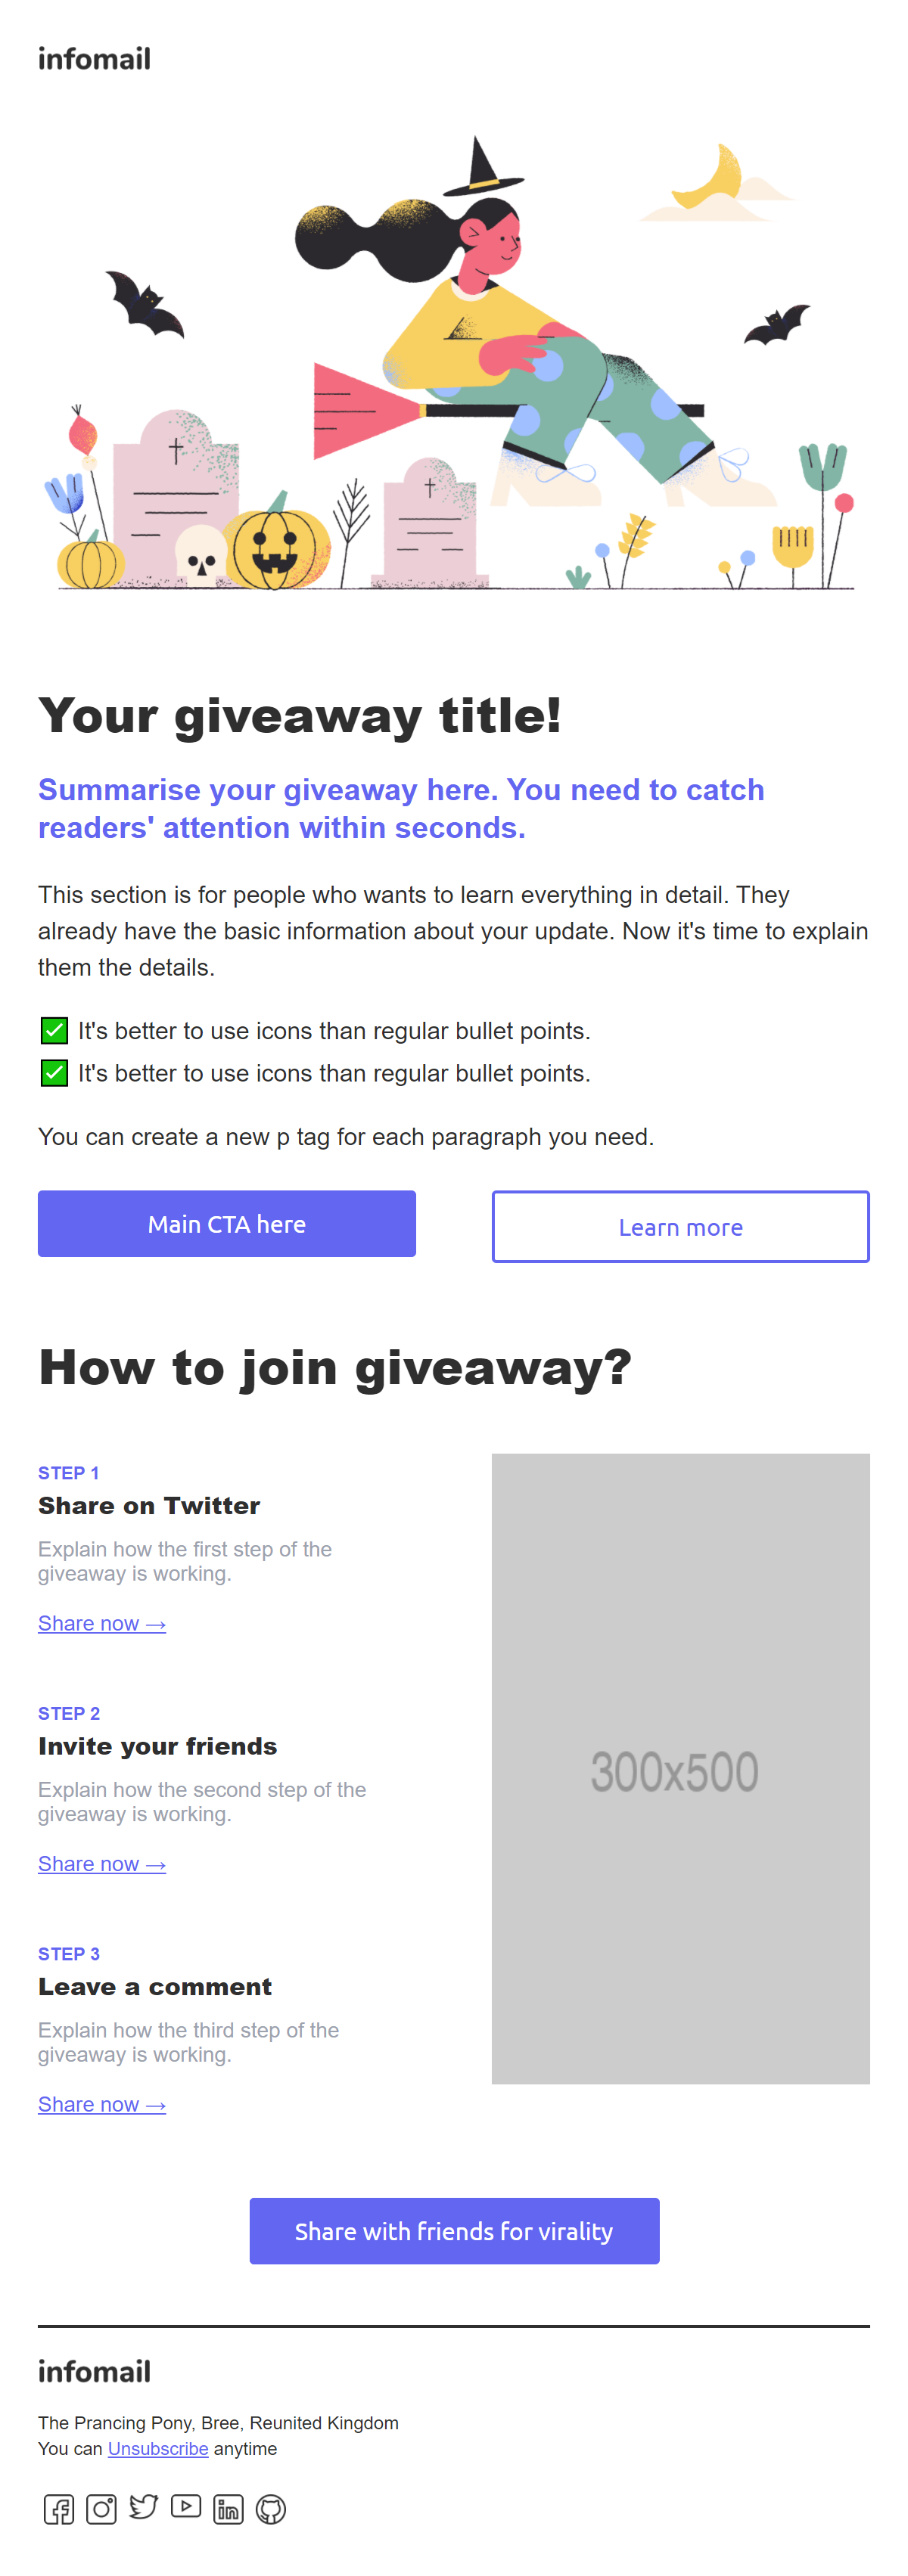 infomail
Your giveaway title!
Summarise your giveaway here. You need to catch
readers' attention within seconds.
This section is for people who wants to learn everything in detail. They
already have the basic information about your update. Now it's time to explain
them the details.
✅ It's better to use icons than regular bullet points.
✅ It's better to use icons than regular bullet points.
You can create a new p tag for each paragraph you need.
Main CTA here
Learn more
How to join giveaway?
STEP 1
Share on Twitter
Explain how the first step of the
giveaway is working.
Share now →
STEP 2
Invite your friends
Explain how the second step of the
giveaway is working.
Share now →
STEP 3
Leave a comment
Explain how the third step of the
giveaway is working.
Share now →
300x500
Share with friends for virality
infomail
The Prancing Pony, Bree, Reunited Kingdom
You can Unsubscribe anytime